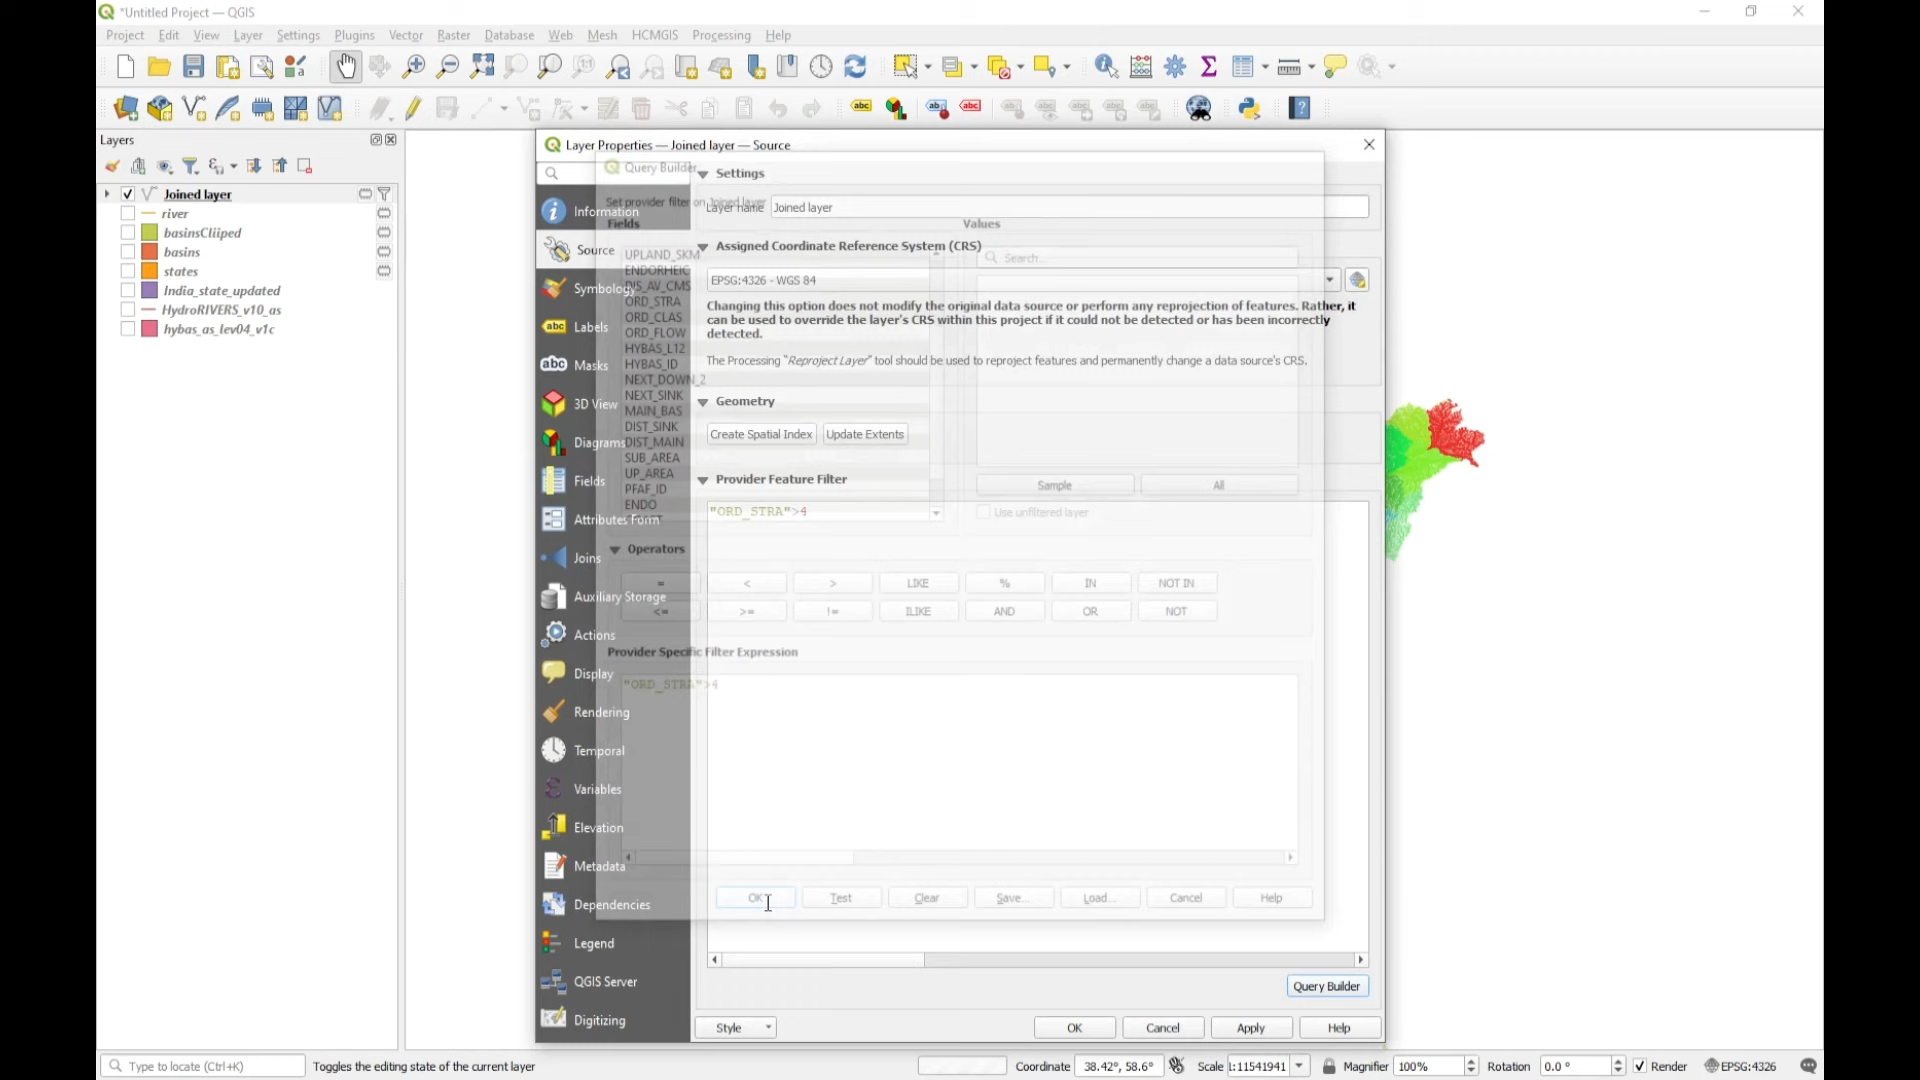 *Untitled Project — QGIS
Project Edit View Layer Settings Plugins Vector Raster Database Web Mesh HCMGIS Processing Help
Layers
Joined layer
river
basinsCliiped
basins
states
India_state_updated
HydroRIVERS_v10_as
hybas_as_lev04_v1c
Layer Properties — Joined layer — Source
Query Builder
Set provider filter on Joined layer
Information
Source
Symbology
Labels
Masks
3D View
Diagrams
Fields
Attributes Form
Joins
Auxiliary Storage
Actions
Display
Rendering
Temporal
Variables
Elevation
Metadata
Dependencies
Legend
QGIS Server
Digitizing
Fields
UPLAND_SKM
ENDORHEIC
DIS_AV_CMS
ORD_STRA
ORD_CLAS
ORD_FLOW
HYBAS_L12
HYBAS_ID
NEXT_DOWN_2
NEXT_SINK
MAIN_BAS
DIST_SINK
DIST_MAIN
SUB_AREA
UP_AREA
PFAF_ID
ENDO
Values
Search...
Sample All
Use unfiltered layer
Operators
= < > LIKE % IN NOT IN
<= >= != ILIKE AND OR NOT
Provider Specific Filter Expression
"ORD_STRA">4
OK Test Clear Save... Load... Cancel Help
Settings
Layer name Joined layer
Assigned Coordinate Reference System (CRS)
EPSG:4326 - WGS 84
Changing this option does not modify the original data source or perform any reprojection of features. Rather, it
can be used to override the layer's CRS within this project if it could not be detected or has been incorrectly
detected.
The Processing "Reproject Layer" tool should be used to reproject features and permanently change a data source's CRS.
Geometry
Create Spatial Index Update Extents
Provider Feature Filter
"ORD_STRA">4
Query Builder
Style OK Cancel Apply Help
Type to locate (Ctrl+K) Toggles the editing state of the current layer Coordinate 38.42°, 58.6° Scale 1:11541941 Magnifier 100% Rotation 0.0 ° Render EPSG:4326